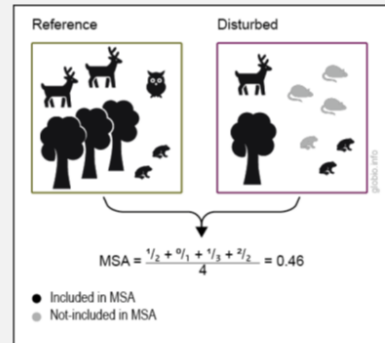 Reference
Disturbed
globio.info
MSA = (¹/₂ + ⁰/₁ + ¹/₃ + ²/₂)/4 = 0.46
Included in MSA
Not-included in MSA